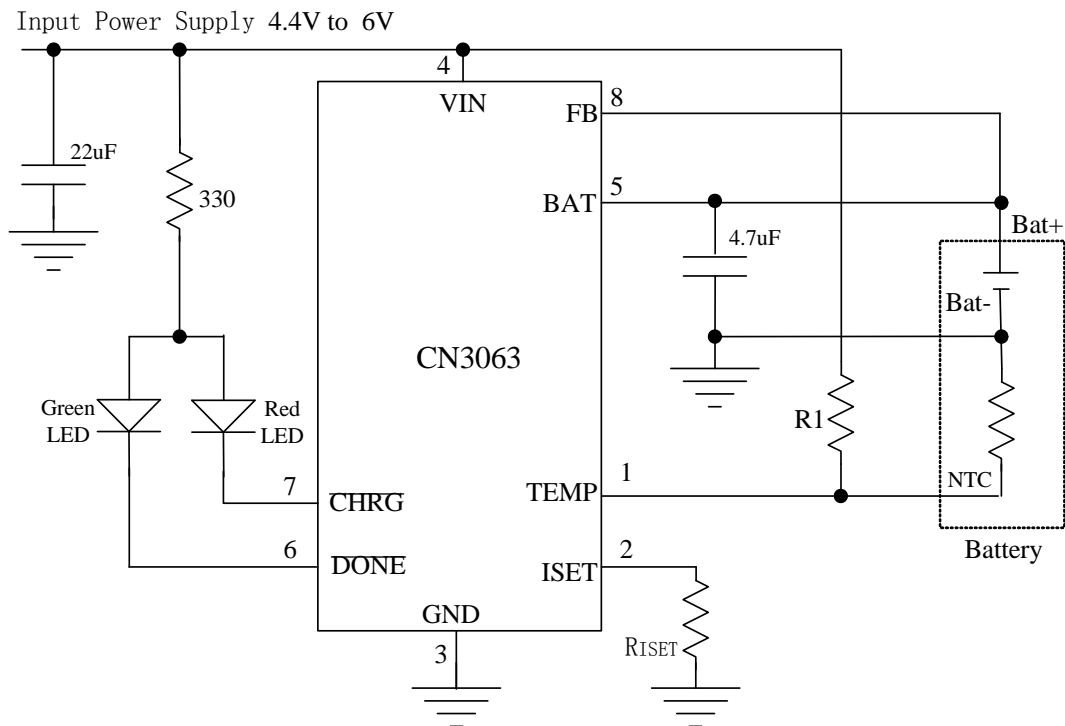 Input Power Supply 4.4V to 6V
4
VIN
FB
8
22uF
330
BAT
5
4.7uF
Bat+
Bat-
CN3063
Green
LED
Red
LED
R1
7
CHRG
TEMP
1
NTC
6
DONE
ISET
2
Battery
GND
3
RISET